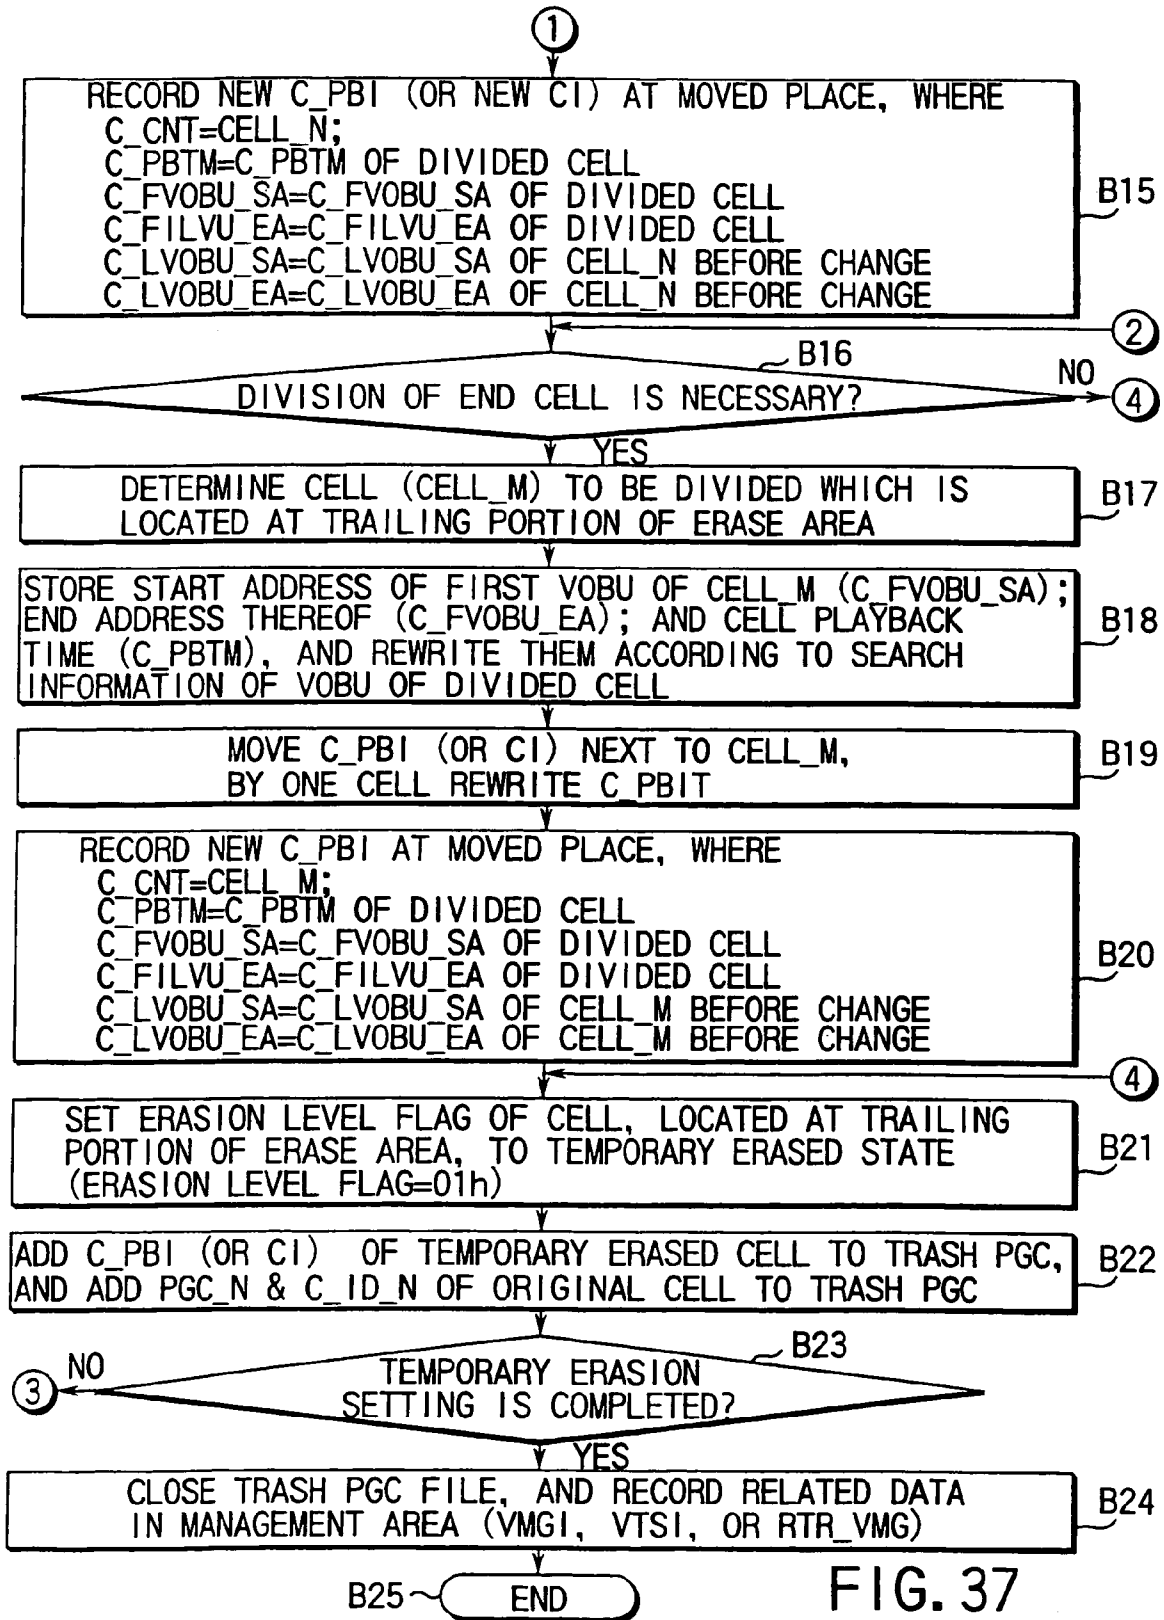 1
RECORD NEW C_PBI (OR NEW CI) AT MOVED PLACE, WHERE
C_CNT=CELL_N;
C_PBTM=C_PBTM OF DIVIDED CELL
C_FVOBU_SA=C_FVOBU_SA OF DIVIDED CELL
C_FILVU_EA=C_FILVU_EA OF DIVIDED CELL
C_LVOBU_SA=C_LVOBU_SA OF CELL_N BEFORE CHANGE
C_LVOBU_EA=C_LVOBU_EA OF CELL_N BEFORE CHANGE
B15
2
B16
DIVISION OF END CELL IS NECESSARY?
NO
4
YES
DETERMINE CELL (CELL_M) TO BE DIVIDED WHICH IS
LOCATED AT TRAILING PORTION OF ERASE AREA
B17
STORE START ADDRESS OF FIRST VOBU OF CELL_M (C_FVOBU_SA);
END ADDRESS THEREOF (C_FVOBU_EA); AND CELL PLAYBACK
TIME (C_PBTM), AND REWRITE THEM ACCORDING TO SEARCH
INFORMATION OF VOBU OF DIVIDED CELL
B18
MOVE C_PBI (OR CI) NEXT TO CELL_M,
BY ONE CELL REWRITE C_PBIT
B19
RECORD NEW C_PBI AT MOVED PLACE, WHERE
C_CNT=CELL_M;
C_PBTM=C_PBTM OF DIVIDED CELL
C_FVOBU_SA=C_FVOBU_SA OF DIVIDED CELL
C_FILVU_EA=C_FILVU_EA OF DIVIDED CELL
C_LVOBU_SA=C_LVOBU_SA OF CELL_M BEFORE CHANGE
C_LVOBU_EA=C_LVOBU_EA OF CELL_M BEFORE CHANGE
B20
4
SET ERASION LEVEL FLAG OF CELL, LOCATED AT TRAILING
PORTION OF ERASE AREA, TO TEMPORARY ERASED STATE
(ERASION LEVEL FLAG=01h)
B21
ADD C_PBI (OR CI) OF TEMPORARY ERASED CELL TO TRASH PGC,
AND ADD PGC_N & C_ID_N OF ORIGINAL CELL TO TRASH PGC
B22
B23
TEMPORARY ERASION
SETTING IS COMPLETED?
NO
3
YES
CLOSE TRASH PGC FILE, AND RECORD RELATED DATA
IN MANAGEMENT AREA (VMGI, VTSI, OR RTR_VMG)
B24
B25
END
FIG. 37